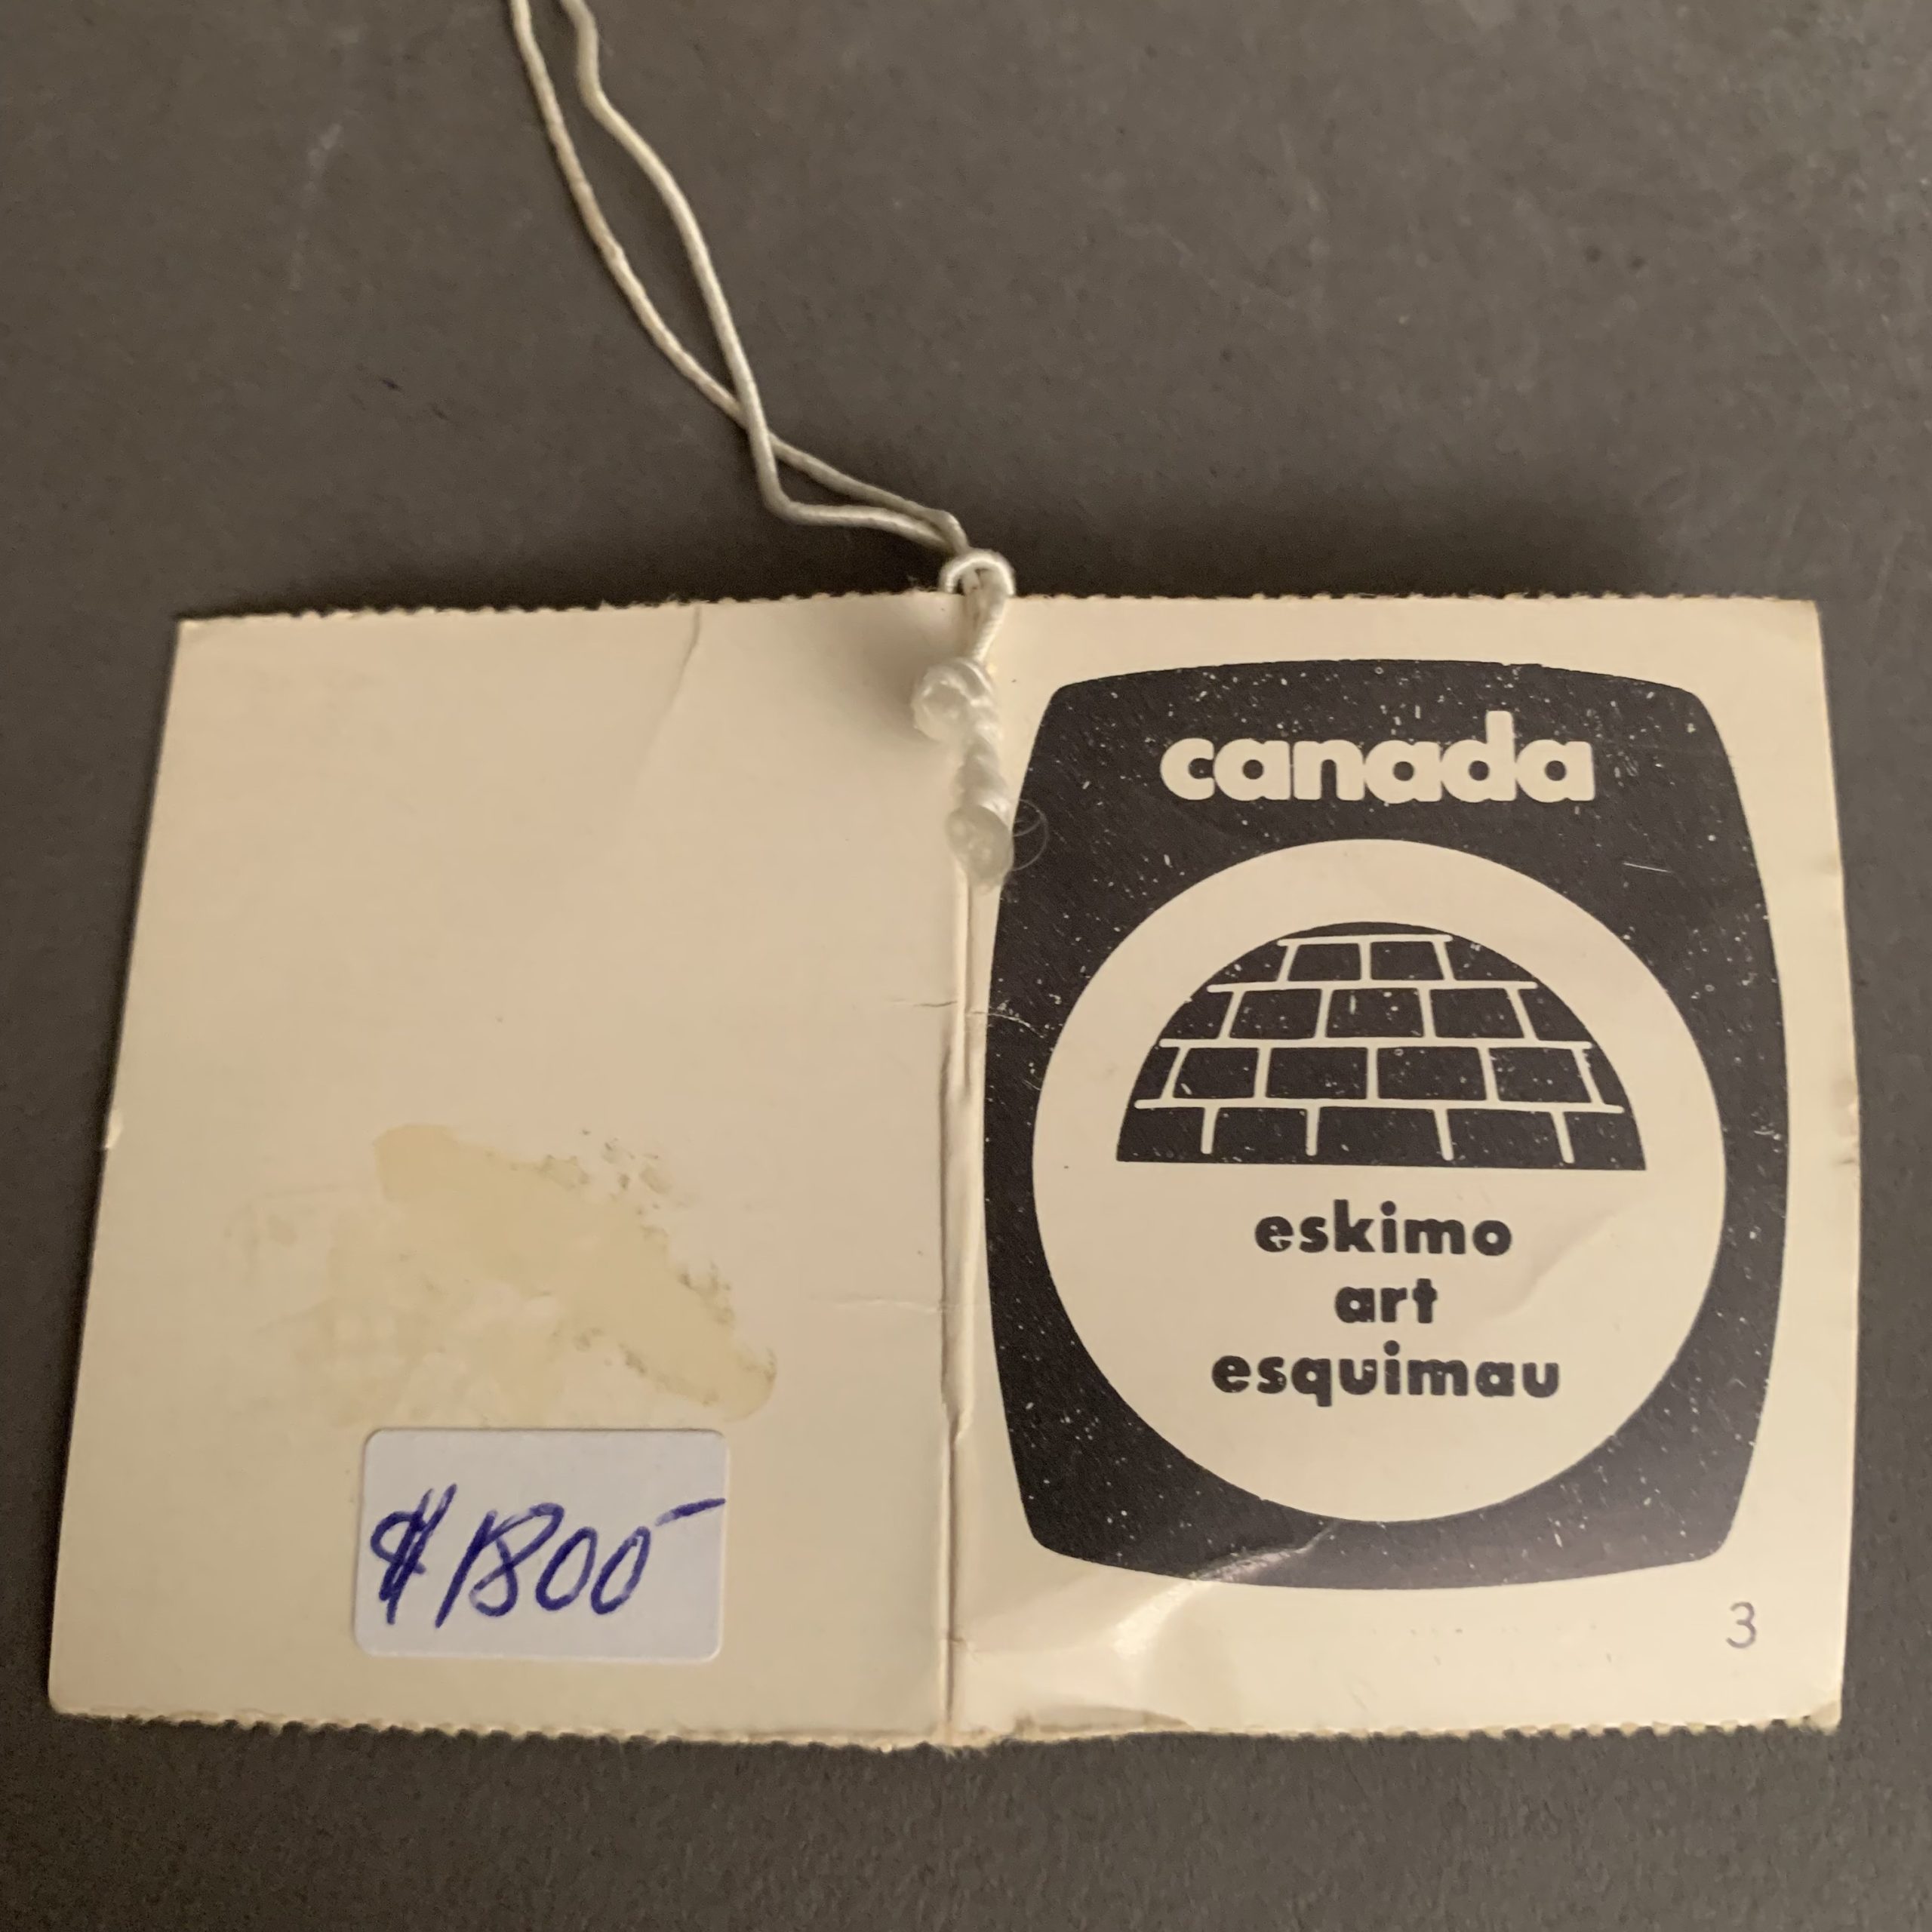 $1800
canada
eskimo
art
esquimau
3